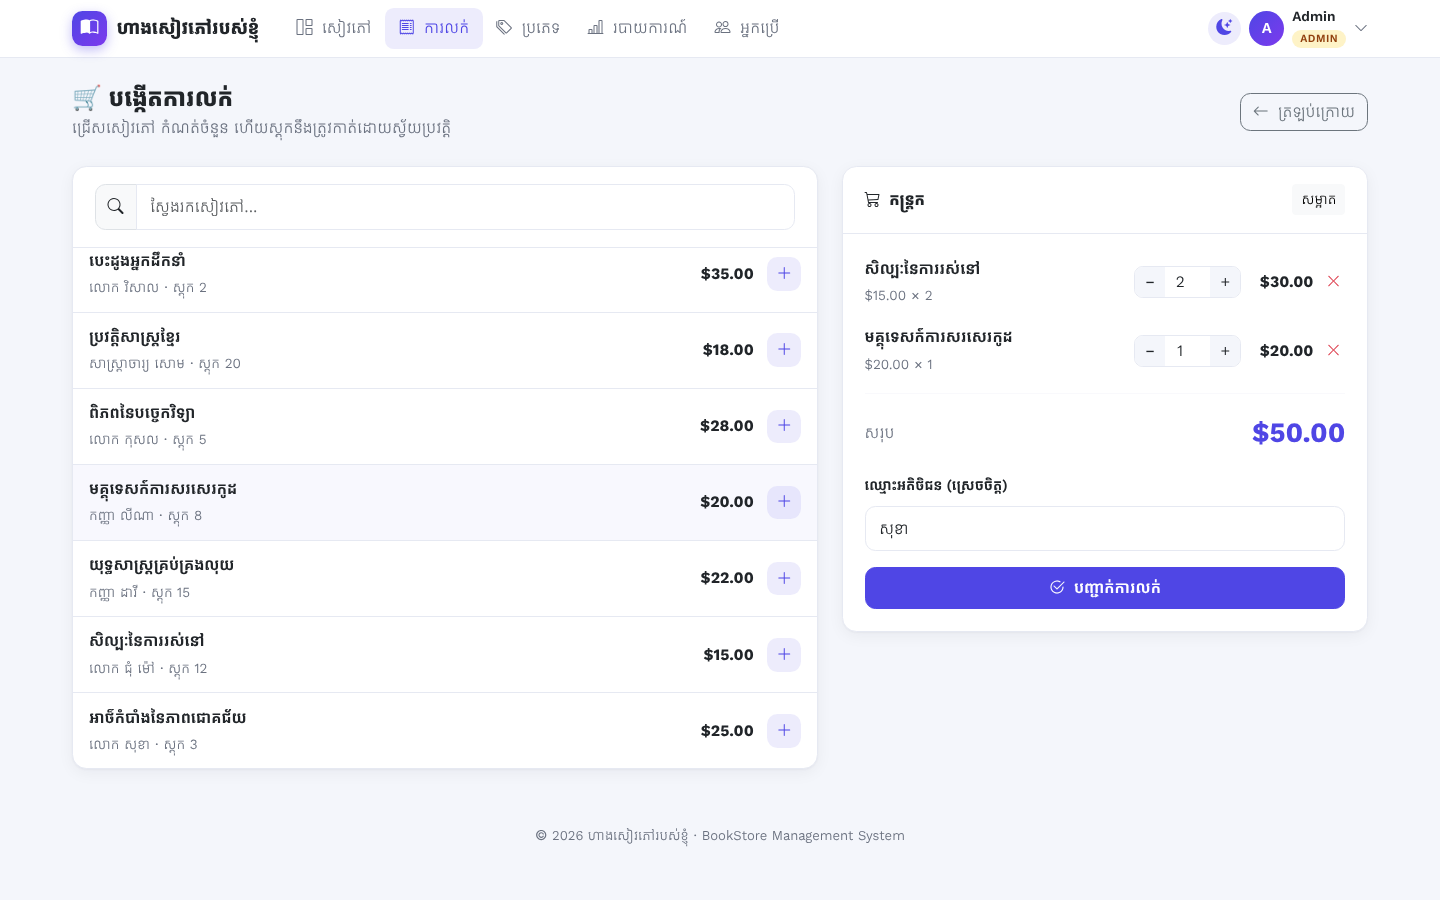 ហាងសៀវភៅរបស់ខ្ញុំ
សៀវភៅ
ការលក់
ប្រភេទ
របាយការណ៍
អ្នកប្រើ
A
Admin
ADMIN
🛒 បង្កើតការលក់
ជ្រើសសៀវភៅ កំណត់ចំនួន ហើយស្តុកនឹងត្រូវកាត់ដោយស្វ័យប្រវត្តិ
← ត្រឡប់ក្រោយ
ស្វែងរកសៀវភៅ...
បេះដូងអ្នកដឹកនាំ
លោក វិសាល · ស្តុក 2
$35.00
+
ប្រវត្តិសាស្ត្រខ្មែរ
សាស្ត្រាចារ្យ សោម · ស្តុក 20
$18.00
+
ពិភពនៃបច្ចេកវិទ្យា
លោក កុសល · ស្តុក 5
$28.00
+
មគ្គុទេសក៍ការសរសេរកូដ
កញ្ញា លីណា · ស្តុក 8
$20.00
+
យុទ្ធសាស្ត្រគ្រប់គ្រងលុយ
កញ្ញា ដាវី · ស្តុក 15
$22.00
+
សិល្បៈនៃការរស់នៅ
លោក ជុំ ម៉ៅ · ស្តុក 12
$15.00
+
អាថ៌កំបាំងនៃភាពជោគជ័យ
លោក សុខា · ស្តុក 3
$25.00
+
កន្ត្រក
សម្អាត
សិល្បៈនៃការរស់នៅ
$15.00 × 2
− 2 +
$30.00
មគ្គុទេសក៍ការសរសេរកូដ
$20.00 × 1
− 1 +
$20.00
សរុប
$50.00
ឈ្មោះអតិថិជន (ស្រេចចិត្ត)
សុខា
បញ្ជាក់ការលក់
© 2026 ហាងសៀវភៅរបស់ខ្ញុំ · BookStore Management System